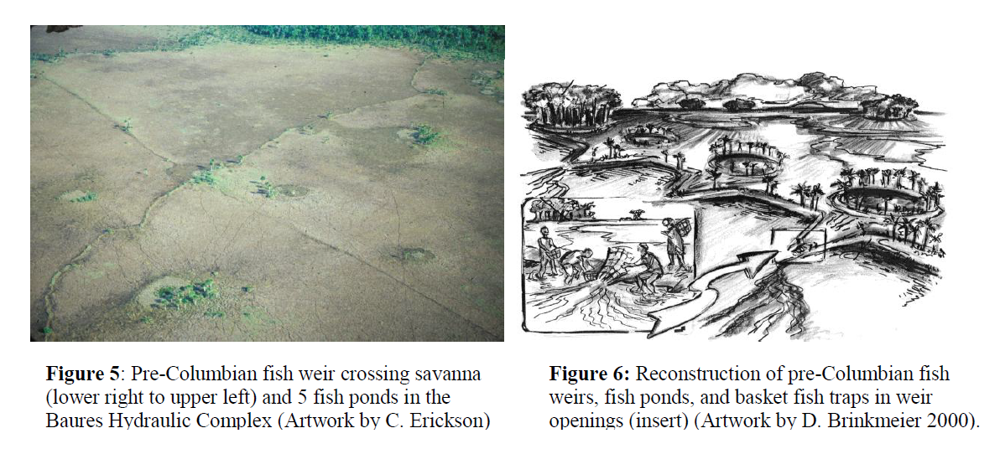 Figure 5: Pre-Columbian fish weir crossing savanna
(lower right to upper left) and 5 fish ponds in the
Baures Hydraulic Complex (Artwork by C. Erickson)
Figure 6: Reconstruction of pre-Columbian fish
weirs, fish ponds, and basket fish traps in weir
openings (insert) (Artwork by D. Brinkmeier 2000).